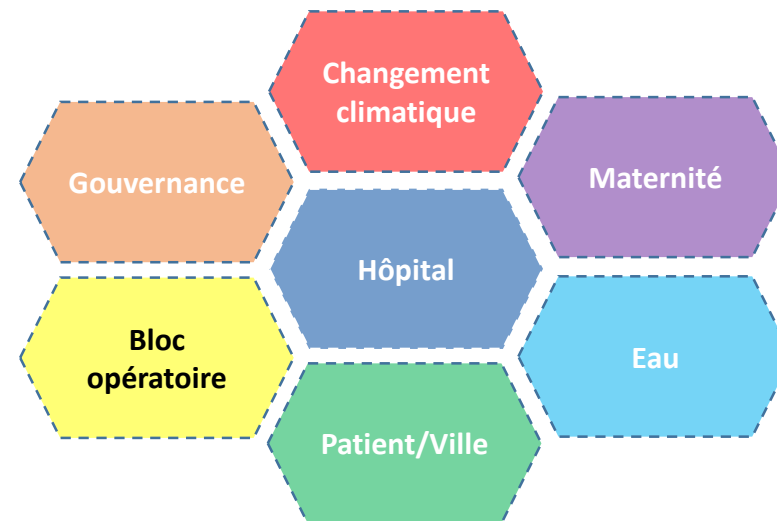 Changement
climatique
Gouvernance
Maternité
Hôpital
Bloc
opératoire
Eau
Patient/Ville